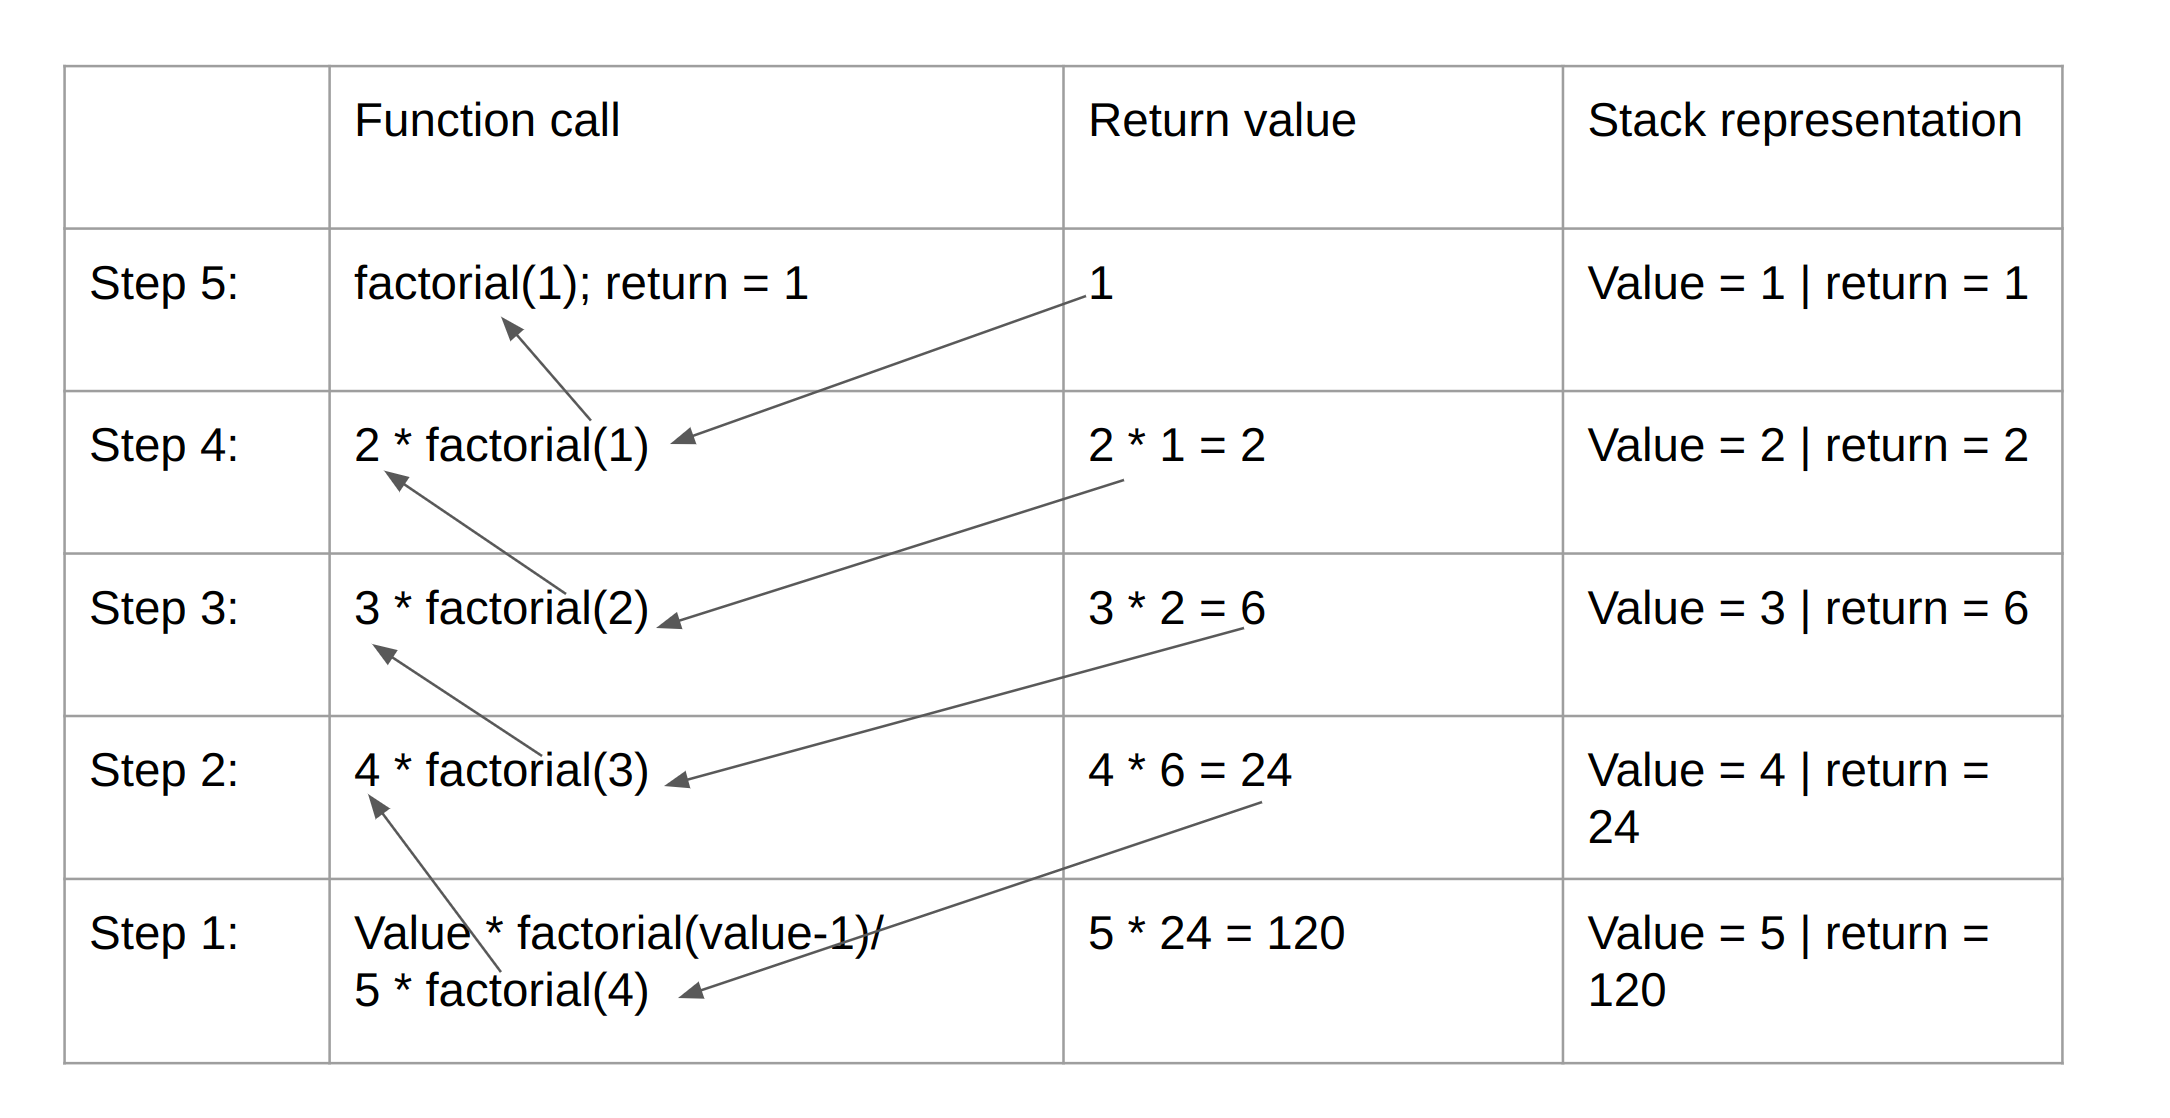 Function call
Return value
Stack representation
Step 5:
factorial(1); return = 1
1
Value = 1 | return = 1
Step 4:
2 * factorial(1)
2 * 1 = 2
Value = 2 | return = 2
Step 3:
3 * factorial(2)
3 * 2 = 6
Value = 3 | return = 6
Step 2:
4 * factorial(3)
4 * 6 = 24
Value = 4 | return =
24
Step 1:
Value * factorial(value-1)/
5 * factorial(4)
5 * 24 = 120
Value = 5 | return =
120